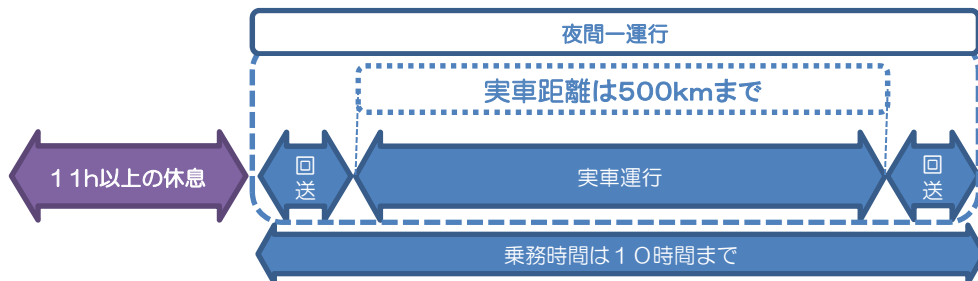 夜間一運行
実車距離は500kmまで
11h以上の休息
回送
実車運行
回送
乗務時間は10時間まで